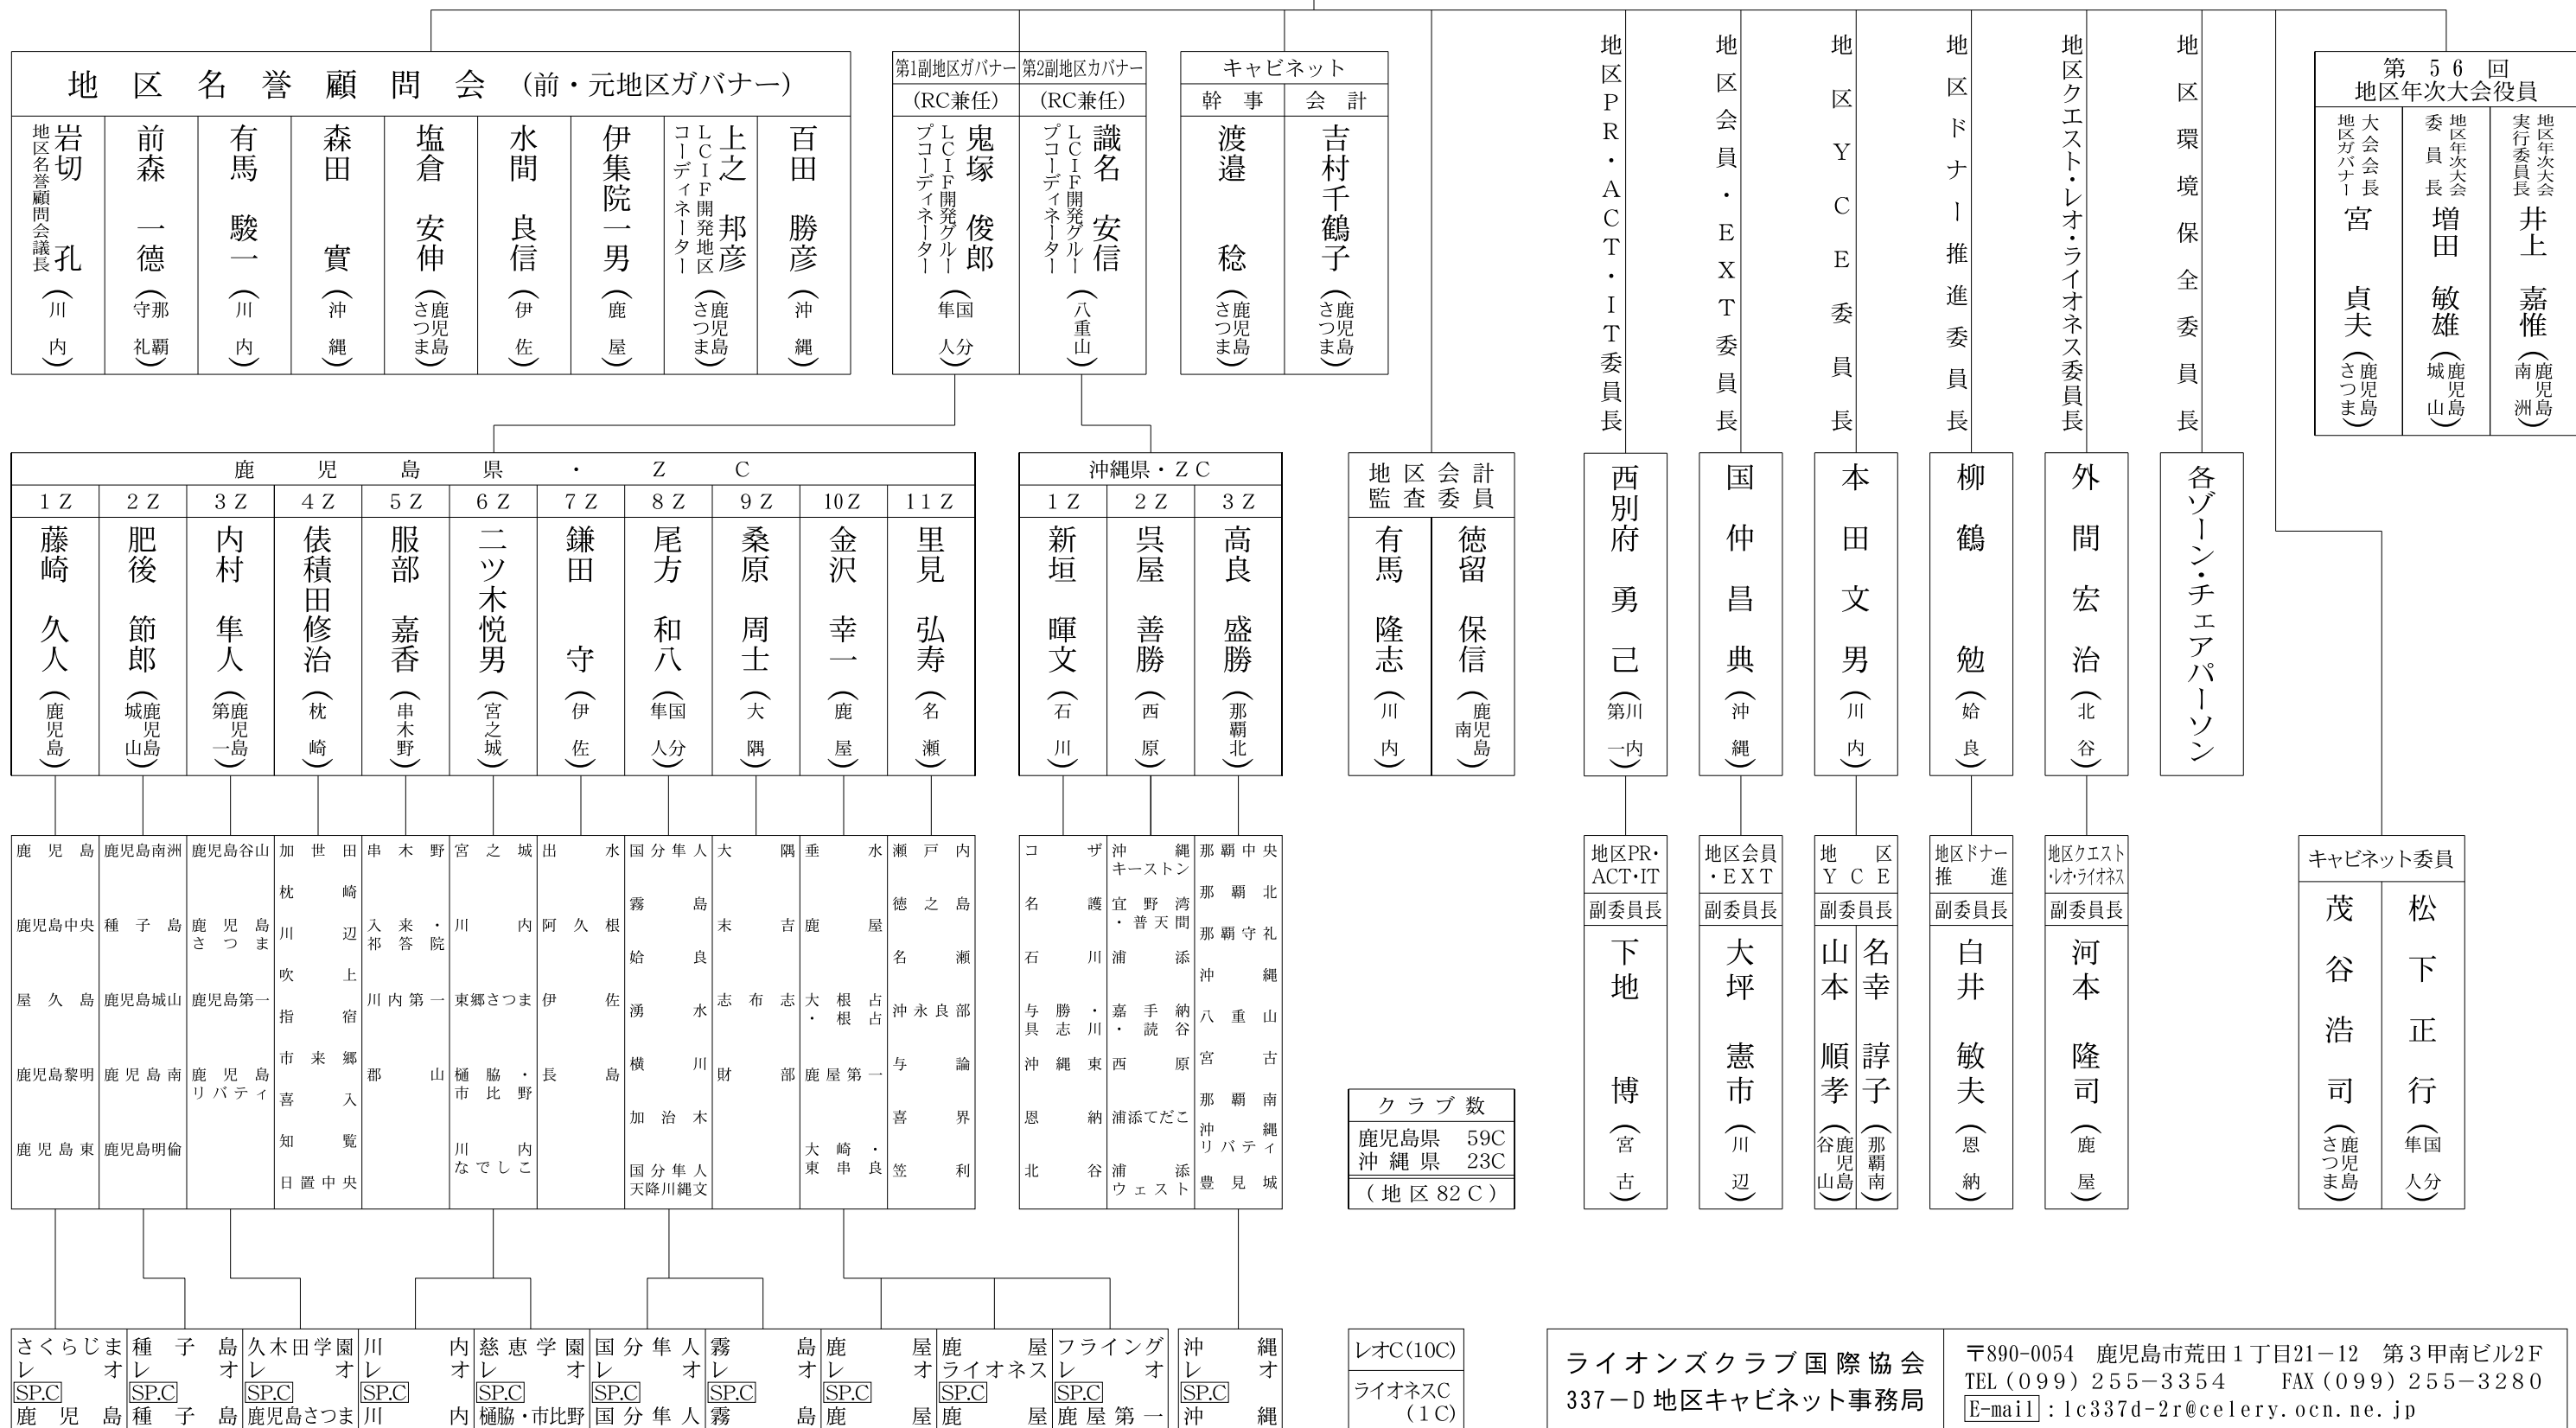 地区名誉顧問会（前・元地区ガバナー）
岩切 孔
地区名誉顧問会議長
（川内）
前森 一德
（那覇守礼）
有馬 駿一
（川内）
森田 實
（沖縄）
塩倉 安伸
（鹿児島さつま）
水間 良信
（伊佐）
伊集院一男
（鹿屋）
上之 邦彦
LCIF開発地区
コーディネーター
（鹿児島さつま）
百田 勝彦
（沖縄）
第1副地区ガバナー
(RC兼任)
鬼塚 俊郎
LCIF開発グルー
プコーディネーター
（国分隼人）
第2副地区カバナー
(RC兼任)
識名 安信
LCIF開発グルー
プコーディネーター
（八重山）
キャビネット
幹事
渡邉 稔
（鹿児島さつま）
会計
吉村千鶴子
（鹿児島さつま）
地区PR・ACT・IT委員長
地区会員・EXT委員長
地区YCE委員長
地区ドナー推進委員長
地区クエスト・レオ・ライオネス委員長
地区環境保全委員長
第56回
地区年次大会役員
大会会長
地区ガバナー
宮 貞夫
（鹿児島さつま）
地区年次大会
委員長
増田 敏雄
（鹿児島城山）
地区年次大会
実行委員長
井上 嘉惟
（鹿児島南洲）
鹿児島県・ZC
1Z
藤崎 久人
（鹿児島）
2Z
肥後 節郎
（鹿児島城山）
3Z
内村 隼人
（鹿児島第一）
4Z
俵積田修治
（枕崎）
5Z
服部 嘉香
（串木野）
6Z
二ツ木悦男
（宮之城）
7Z
鎌田 守
（伊佐）
8Z
尾方 和八
（国分隼人）
9Z
桑原 周士
（大隅）
10Z
金沢 幸一
（鹿屋）
11Z
里見 弘寿
（名瀬）
沖縄県・ZC
1Z
新垣 暉文
（石川）
2Z
呉屋 善勝
（西原）
3Z
高良 盛勝
（那覇北）
地区会計
監査委員
有馬 隆志
（川内）
徳留 保信
（鹿児島南）
西別府 勇己
（川内第一）
国仲昌典
（沖縄）
本田文男
（川内）
柳鶴 勉
（姶良）
外間宏治
（北谷）
各ゾーン・チェアパーソン
鹿児島
鹿児島中央
屋久島
鹿児島黎明
鹿児島東
鹿児島南洲
種子島
鹿児島城山
鹿児島南
鹿児島明倫
鹿児島谷山
鹿児島
さつま
鹿児島第一
鹿児島
リバティ
加世田
枕崎
川辺
吹上
指宿
市来郷
喜入
知覧
日置中央
串木野
入来・
祁答院
川内第一
郡山
宮之城
川内
東郷さつま
樋脇・
市比野
川内
なでしこ
出水
阿久根
伊佐
長島
国分隼人
霧島
姶良
湧水
横川
加治木
国分隼人
天降川縄文
大隅
末吉
志布志
財部
垂水
鹿屋
大根占
・根占
鹿屋第一
大崎・
東串良
瀬戸内
徳之島
名瀬
沖永良部
与論
喜界
笠利
コザ
名護
石川
与勝・
具志川
沖縄東
恩納
北谷
沖縄
キーストン
宜野湾
・普天間
浦添
嘉手納
・読谷
西原
浦添てだこ
浦添
ウェスト
那覇中央
那覇北
那覇守礼
沖縄
八重山
宮古
那覇南
沖縄
リバティ
豊見城
クラブ数
鹿児島県 59C
沖縄県 23C
(地区82C)
地区PR・
ACT・IT
副委員長
下地 博
（宮古）
地区会員
・EXT
副委員長
大坪 憲市
（川辺）
地区
YCE
副委員長
山本 順孝
（鹿児島谷山）
名幸 諄子
（那覇南）
地区ドナー
推進
副委員長
白井 敏夫
（恩納）
地区クエスト
・レオ・ライオネス
副委員長
河本 隆司
（鹿屋）
キャビネット委員
茂谷浩司
（鹿児島さつま）
松下正行
（国分隼人）
さくらじま
レオ
SP.C
鹿児島
種子島
レオ
SP.C
種子島
久木田学園
レオ
SP.C
鹿児島さつま
川内
レオ
SP.C
川内
慈恵学園
レオ
SP.C
樋脇・市比野
国分隼人
レオ
SP.C
国分隼人
霧島
レオ
SP.C
霧島
鹿屋
レオ
SP.C
鹿屋
鹿屋
ライオネス
SP.C
鹿屋
フライング
レオ
SP.C
鹿屋第一
沖縄
レオ
SP.C
沖縄
レオC(10C)
ライオネスC
(1C)
ライオンズクラブ国際協会
337－D地区キャビネット事務局
〒890-0054 鹿児島市荒田1丁目21－12 第3甲南ビル2F
TEL(099)255－3354 FAX(099)255－3280
E-mail：lc337d-2r@celery.ocn.ne.jp